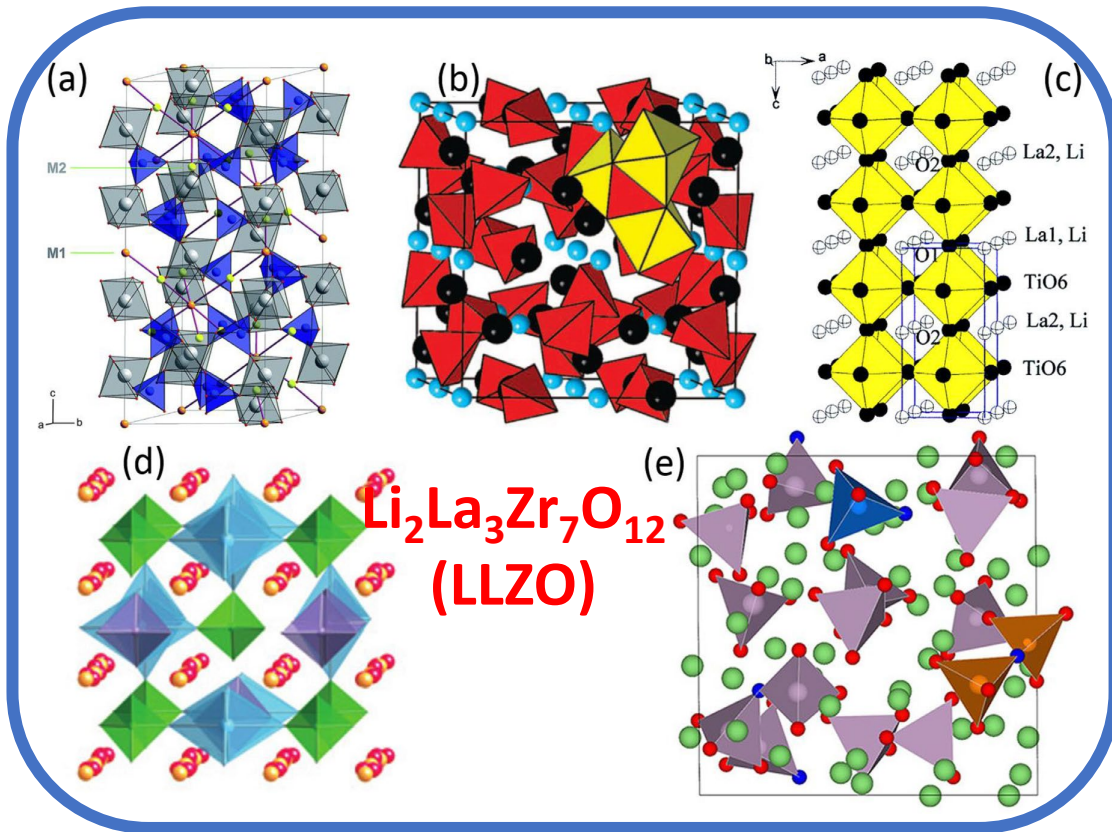 (a)
M2
M1
c
a
b
(b)
b
a
c
(c)
La2, Li
O2
La1, Li
O1
TiO6
La2, Li
O2
TiO6
(d)
Li₂La₃Zr₇O₁₂
(LLZO)
(e)